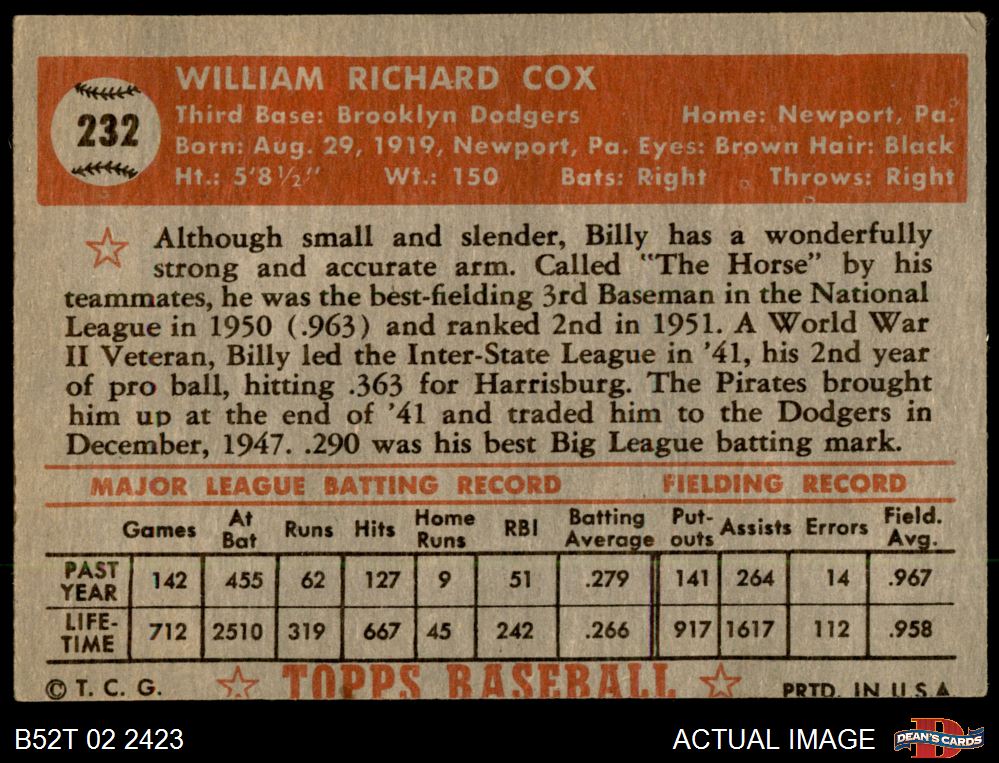 WILLIAM RICHARD COX
232
Third Base: Brooklyn Dodgers Home: Newport, Pa.
Born: Aug. 29, 1919, Newport, Pa. Eyes: Brown Hair: Black
Ht.: 5'8½" Wt.: 150 Bats: Right Throws: Right
Although small and slender, Billy has a wonderfully
strong and accurate arm. Called "The Horse" by his
teammates, he was the best-fielding 3rd Baseman in the National
League in 1950 (.963) and ranked 2nd in 1951. A World War
II Veteran, Billy led the Inter-State League in '41, his 2nd year
of pro ball, hitting .363 for Harrisburg. The Pirates brought
him up at the end of '41 and traded him to the Dodgers in
December, 1947. .290 was his best Big League batting mark.
MAJOR LEAGUE BATTING RECORD FIELDING RECORD
Games At Bat Runs Hits Home Runs RBI Batting Average Put-outs Assists Errors Field. Avg.
PAST YEAR 142 455 62 127 9 51 .279 141 264 14 .967
LIFE-TIME 712 2510 319 667 45 242 .266 917 1617 112 .958
© T. C. G. TOPPS BASEBALL PRTD. IN U.S.A.
B52T 02 2423 ACTUAL IMAGE DEAN'S CARDS